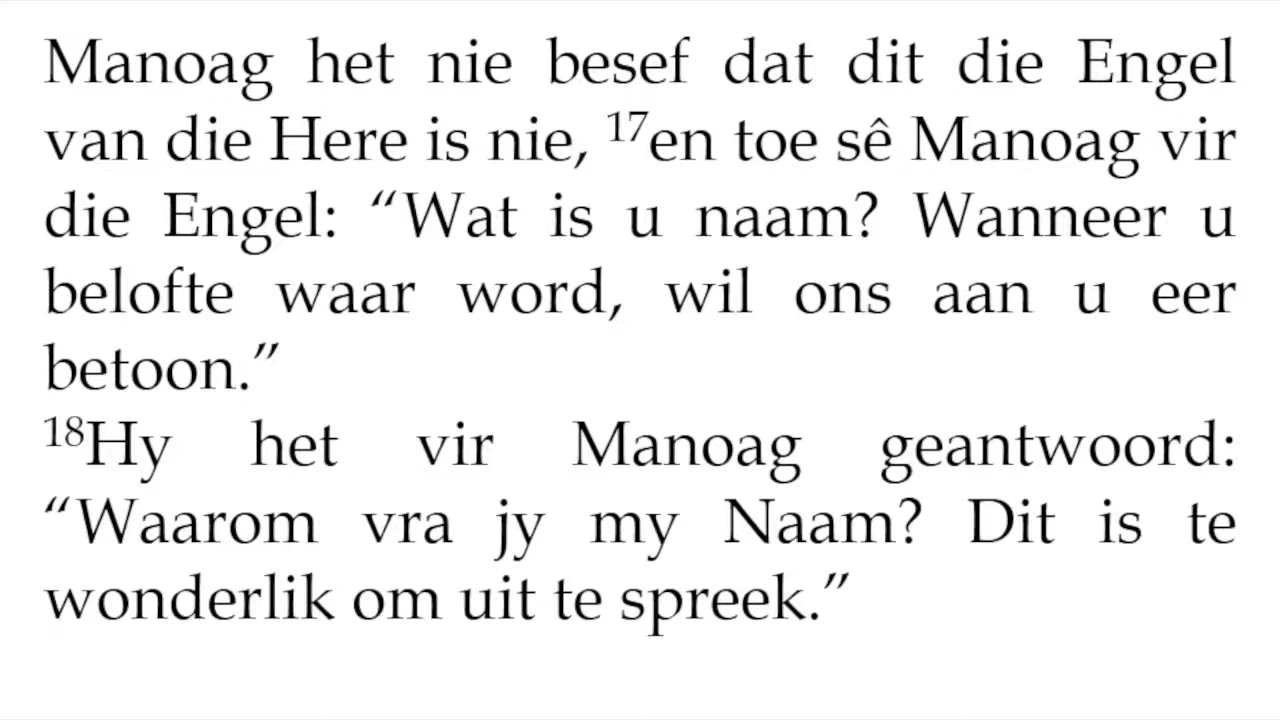 Manoag het nie besef dat dit die Engel
van die Here is nie, ¹⁷en toe sê Manoag vir
die Engel: “Wat is u naam? Wanneer u
belofte waar word, wil ons aan u eer
betoon.”
¹⁸Hy het vir Manoag geantwoord:
“Waarom vra jy my Naam? Dit is te
wonderlik om uit te spreek.”